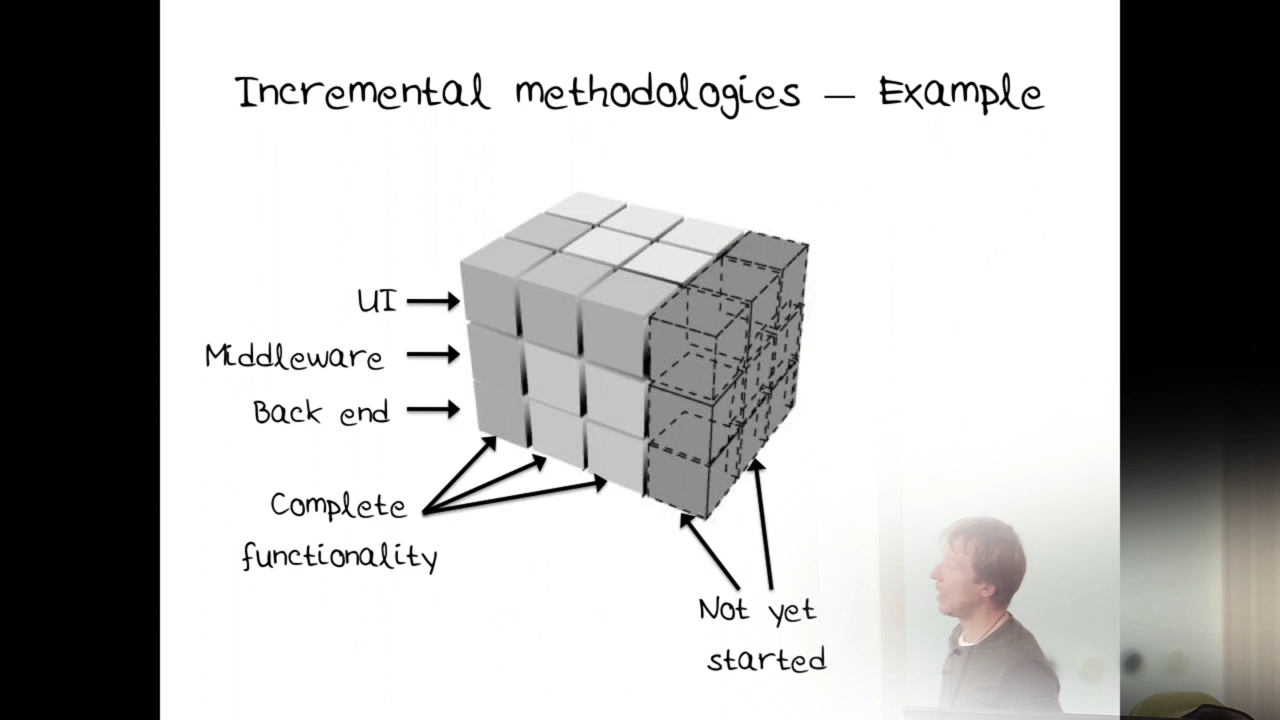 Incremental methodologies – Example
UI
Middleware
Back end
Complete
functionality
Not yet
started